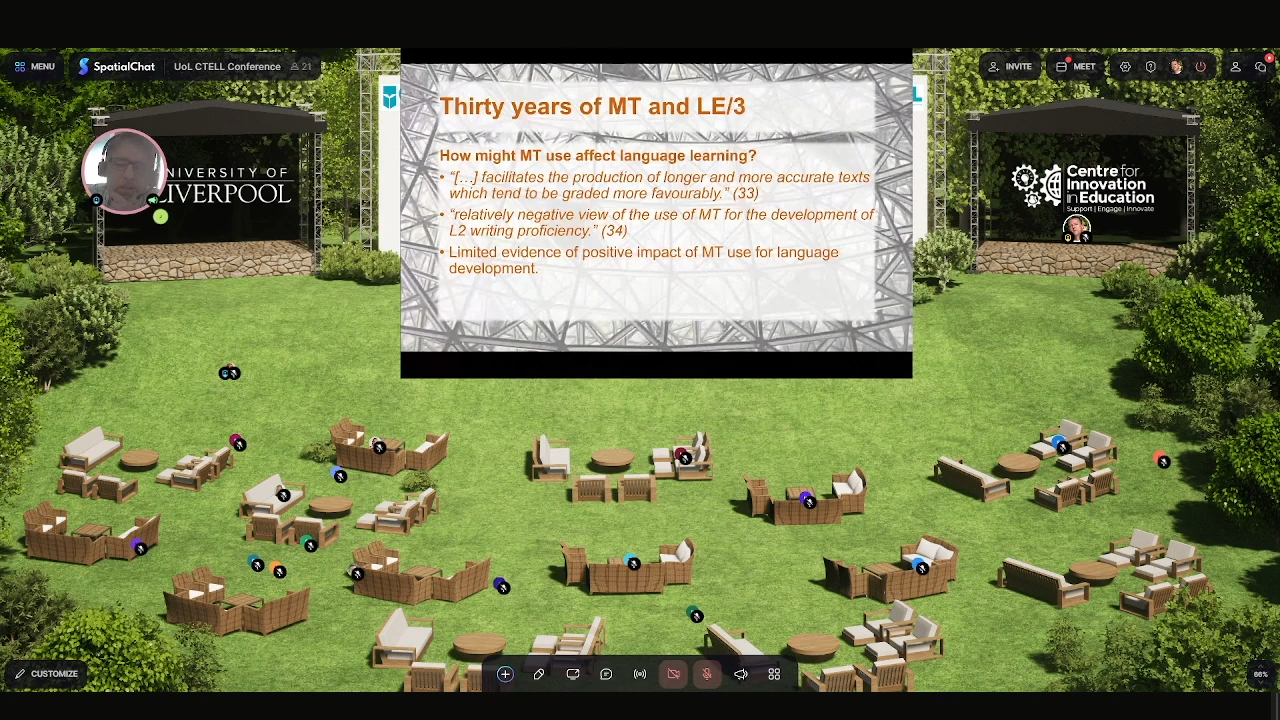 MENU
SpatialChat
UoL CTELL Conference
21
INVITE
MEET
Thirty years of MT and LE/3
How might MT use affect language learning?
• “[…] facilitates the production of longer and more accurate texts
which tend to be graded more favourably.” (33)
• “relatively negative view of the use of MT for the development of
L2 writing proficiency.” (34)
• Limited evidence of positive impact of MT use for language
development.
NIVERSITY OF
IVERPOOL
Centre for
Innovation
in Education
Support | Engage | Innovate
CUSTOMIZE
66%